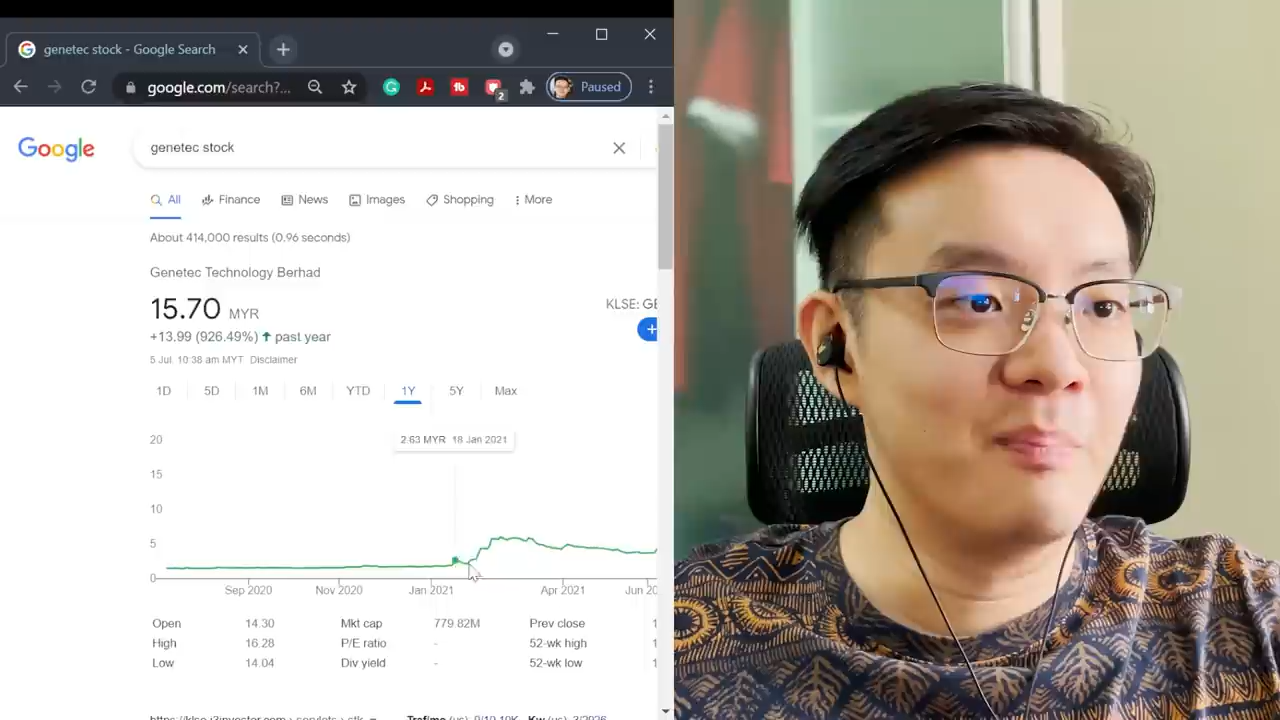 genetec stock - Google Search
google.com/search?...
2
Paused
Google
genetec stock
All
Finance
News
Images
Shopping
More
About 414,000 results (0.96 seconds)
Genetec Technology Berhad
15.70 MYR
KLSE: GE
+13.99 (926.49%) past year
5 Jul, 10:38 am MYT Disclaimer
1D 5D 1M 6M YTD 1Y 5Y Max
2.63 MYR 18 Jan 2021
20
15
10
5
0
Sep 2020 Nov 2020 Jan 2021 Apr 2021 Jun 20
Open 14.30 Mkt cap 779.82M Prev close
High 16.28 P/E ratio - 52-wk high
Low 14.04 Div yield - 52-wk low